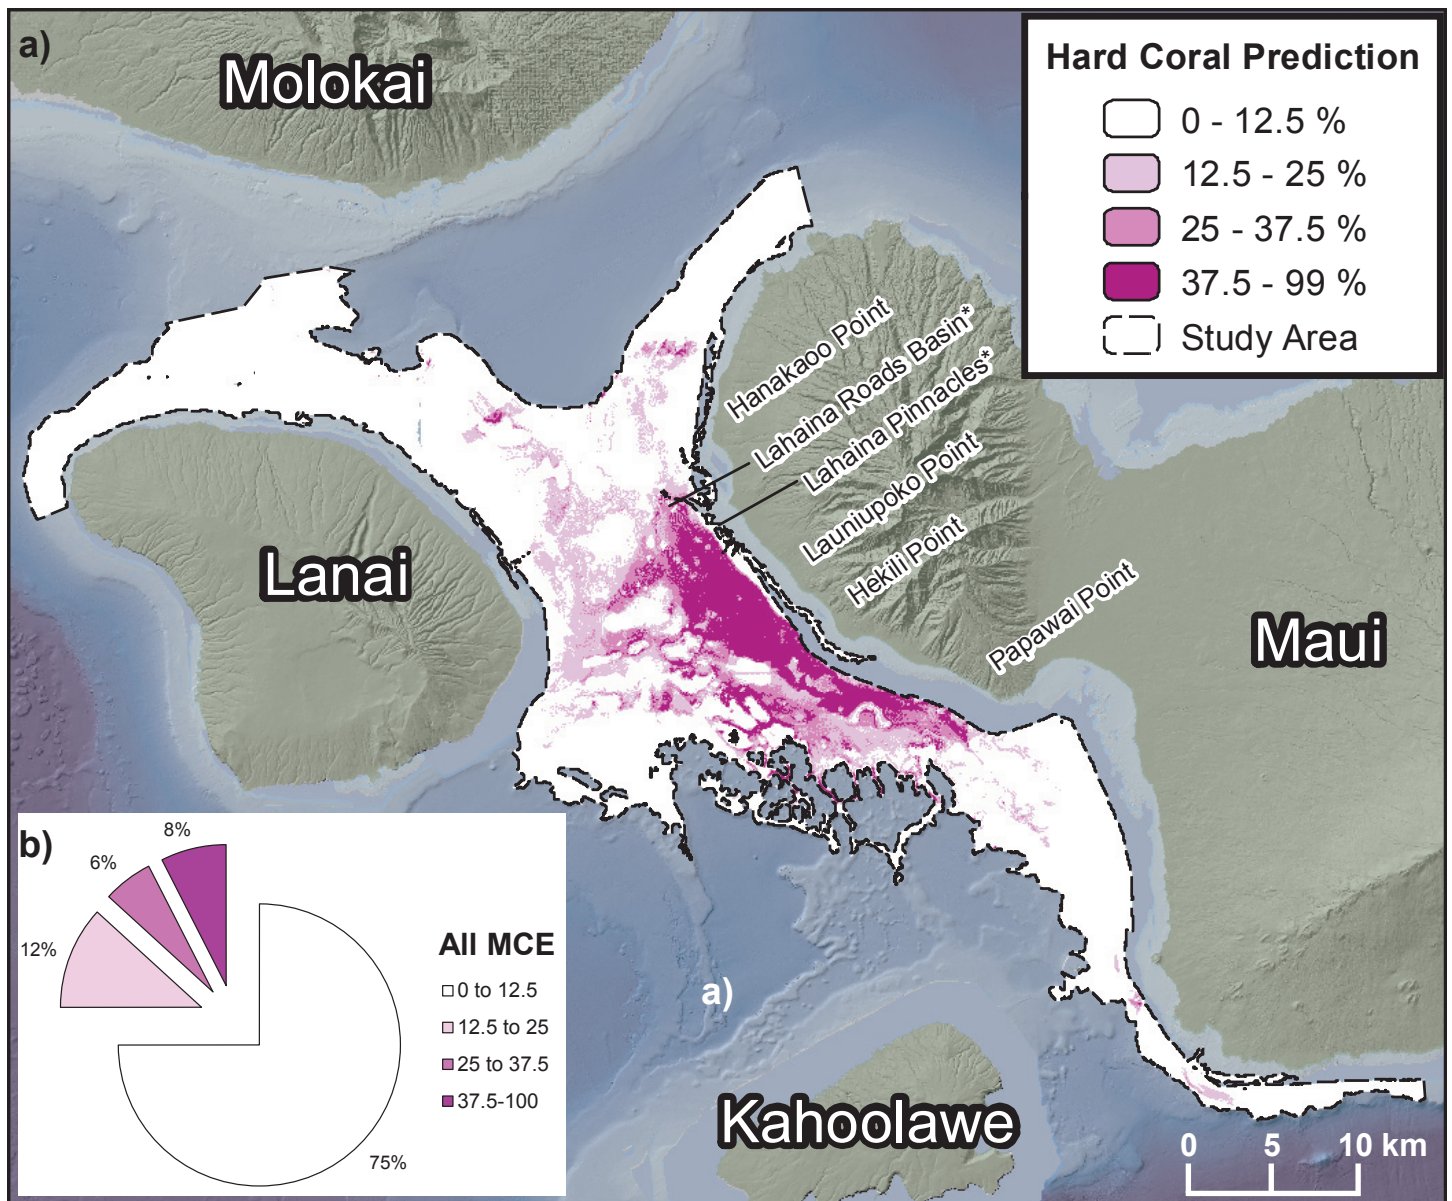 a)
Molokai
Hard Coral Prediction
0 - 12.5 %
12.5 - 25 %
25 - 37.5 %
37.5 - 99 %
Study Area
Hanakaoo Point
Lahaina Roads Basin*
Lahaina Pinnacles*
Launiupoko Point
Hekili Point
Papawai Point
Lanai
Maui
b)
8%
6%
12%
75%
All MCE
0 to 12.5
12.5 to 25
25 to 37.5
37.5-100
a)
Kahoolawe
0 5 10 km